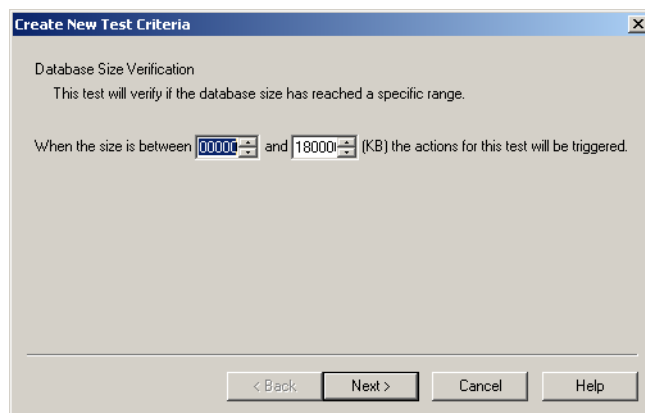 Create New Test Criteria
Database Size Verification
This test will verify if the database size has reached a specific range.
When the size is between 00000 and 18000 (KB) the actions for this test will be triggered.
< Back Next > Cancel Help